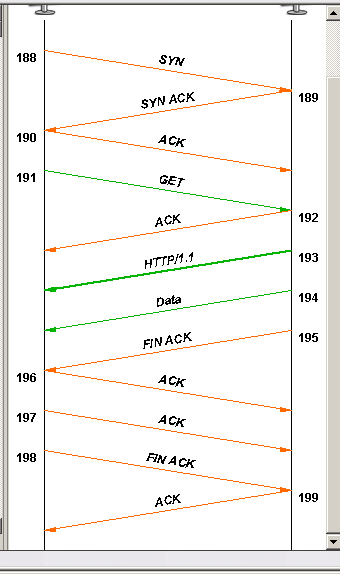 188
SYN
189
SYN ACK
190
ACK
191
GET
192
ACK
193
HTTP/1.1
194
Data
195
FIN ACK
196
ACK
197
ACK
198
FIN ACK
199
ACK